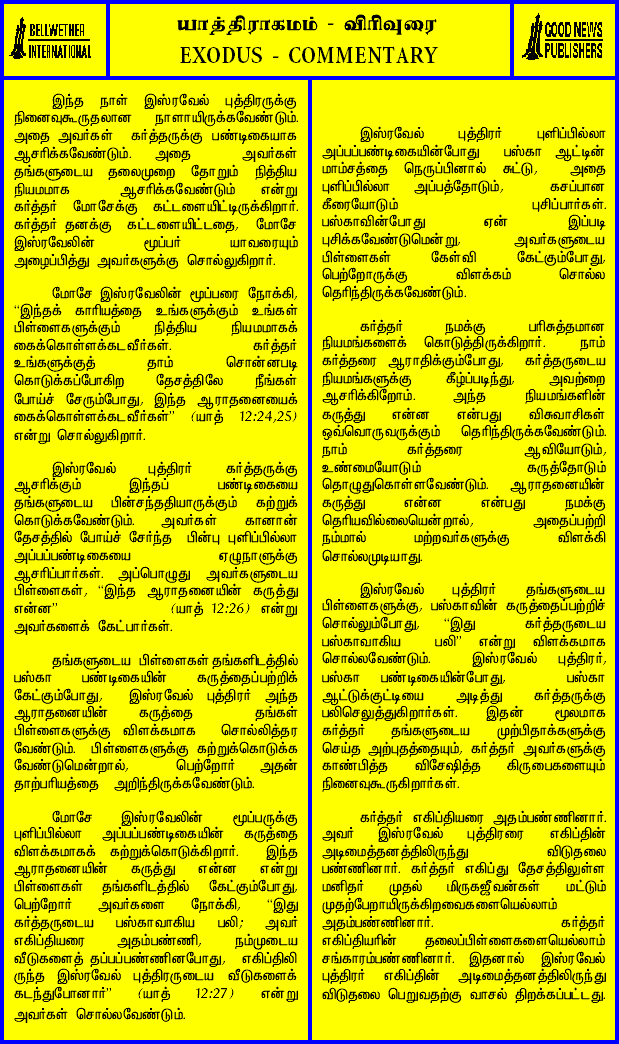 BELLWETHER
INTERNATIONAL
யாத்திராகமம் - விரிவுரை
EXODUS - COMMENTARY
GOOD NEWS
PUBLISHERS
இந்த நாள் இஸ்ரவேல் புத்திரருக்கு
நினைவுகூருதலான நாளாயிருக்கவேண்டும்.
அதை அவர்கள் கர்த்தருக்கு பண்டிகையாக
ஆசரிக்கவேண்டும். அதை அவர்கள்
தங்களுடைய தலைமுறை தோறும் நித்திய
நியமமாக ஆசரிக்கவேண்டும் என்று
கர்த்தர் மோசேக்கு கட்டளையிட்டிருக்கிறார்.
கர்த்தர் தனக்கு கட்டளையிட்டதை, மோசே
இஸ்ரவேலின் மூப்பர் யாவரையும்
அழைப்பித்து அவர்களுக்கு சொல்லுகிறார்.
மோசே இஸ்ரவேலின் மூப்பரை நோக்கி,
“இந்தக் காரியத்தை உங்களுக்கும் உங்கள்
பிள்ளைகளுக்கும் நித்திய நியமமாகக்
கைக்கொள்ளக்கடவீர்கள். கர்த்தர்
உங்களுக்குத் தாம் சொன்னபடி
கொடுக்கப்போகிற தேசத்திலே நீங்கள்
போய்ச் சேரும்போது, இந்த ஆராதனையைக்
கைக்கொள்ளக்கடவீர்கள்” (யாத் 12:24,25)
என்று சொல்லுகிறார்.
இஸ்ரவேல் புத்திரர் கர்த்தருக்கு
ஆசரிக்கும் இந்தப் பண்டிகையை
தங்களுடைய பின்சந்ததியாருக்கும் கற்றுக்
கொடுக்கவேண்டும். அவர்கள் கானான்
தேசத்தில் போய்ச் சேர்ந்த பின்பு புளிப்பில்லா
அப்பப்பண்டிகையை ஏழுநாளுக்கு
ஆசரிப்பார்கள். அப்பொழுது அவர்களுடைய
பிள்ளைகள், “இந்த ஆராதனையின் கருத்து
என்ன” (யாத் 12:26) என்று
அவர்களைக் கேட்பார்கள்.
தங்களுடைய பிள்ளைகள் தங்களிடத்தில்
பஸ்கா பண்டிகையின் கருத்தைப்பற்றிக்
கேட்கும்போது, இஸ்ரவேல் புத்திரர் அந்த
ஆராதனையின் கருத்தை தங்கள்
பிள்ளைகளுக்கு விளக்கமாக சொல்லித்தர
வேண்டும். பிள்ளைகளுக்கு கற்றுக்கொடுக்க
வேண்டுமென்றால், பெற்றோர் அதன்
தாற்பரியத்தை அறிந்திருக்கவேண்டும்.
மோசே இஸ்ரவேலின் மூப்பருக்கு
புளிப்பில்லா அப்பப்பண்டிகையின் கருத்தை
விளக்கமாகக் கற்றுக்கொடுக்கிறார். இந்த
ஆராதனையின் கருத்து என்ன என்று
பிள்ளைகள் தங்களிடத்தில் கேட்கும்போது,
பெற்றோர் அவர்களை நோக்கி, “இது
கர்த்தருடைய பஸ்காவாகிய பலி; அவர்
எகிப்தியரை அதம்பண்ணி, நம்முடைய
வீடுகளைத் தப்பப்பண்ணினபோது, எகிப்திலி
ருந்த இஸ்ரவேல் புத்திரருடைய வீடுகளைக்
கடந்துபோனார்” (யாத் 12:27) என்று
அவர்கள் சொல்லவேண்டும்.
இஸ்ரவேல் புத்திரர் புளிப்பில்லா
அப்பப்பண்டிகையின்போது பஸ்கா ஆட்டின்
மாம்சத்தை நெருப்பினால் சுட்டு, அதை
புளிப்பில்லா அப்பத்தோடும், கசப்பான
கீரையோடும் புசிப்பார்கள்.
பஸ்காவின்போது ஏன் இப்படி
புசிக்கவேண்டுமென்று, அவர்களுடைய
பிள்ளைகள் கேள்வி கேட்கும்போது,
பெற்றோருக்கு விளக்கம் சொல்ல
தெரிந்திருக்கவேண்டும்.
கர்த்தர் நமக்கு பரிசுத்தமான
நியமங்களைக் கொடுத்திருக்கிறார். நாம்
கர்த்தரை ஆராதிக்கும்போது, கர்த்தருடைய
நியமங்களுக்கு கீழ்ப்படிந்து, அவற்றை
ஆசரிக்கிறோம். அந்த நியமங்களின்
கருத்து என்ன என்பது விசுவாசிகள்
ஒவ்வொருவருக்கும் தெரிந்திருக்கவேண்டும்.
நாம் கர்த்தரை ஆவியோடும்,
உண்மையோடும் கருத்தோடும்
தொழுதுகொள்ளவேண்டும். ஆராதனையின்
கருத்து என்ன என்பது நமக்கு
தெரியவில்லையென்றால், அதைப்பற்றி
நம்மால் மற்றவர்களுக்கு விளக்கி
சொல்லமுடியாது.
இஸ்ரவேல் புத்திரர் தங்களுடைய
பிள்ளைகளுக்கு, பஸ்காவின் கருத்தைப்பற்றிச்
சொல்லும்போது, “இது கர்த்தருடைய
பஸ்காவாகிய பலி” என்று விளக்கமாக
சொல்லவேண்டும். இஸ்ரவேல் புத்திரர்,
பஸ்கா பண்டிகையின்போது, பஸ்கா
ஆட்டுக்குட்டியை அடித்து கர்த்தருக்கு
பலிசெலுத்துகிறார்கள். இதன் மூலமாக
கர்த்தர் தங்களுடைய முற்பிதாக்களுக்கு
செய்த அற்புதத்தையும், கர்த்தர் அவர்களுக்கு
காண்பித்த விசேஷித்த கிருபைகளையும்
நினைவுகூருகிறார்கள்.
கர்த்தர் எகிப்தியரை அதம்பண்ணினார்.
அவர் இஸ்ரவேல் புத்திரரை எகிப்தின்
அடிமைத்தனத்திலிருந்து விடுதலை
பண்ணினார். கர்த்தர் எகிப்து தேசத்திலுள்ள
மனிதர் முதல் மிருகஜீவன்கள் மட்டும்
முதற்பேறாயிருக்கிறவைகளையெல்லாம்
அதம்பண்ணினார். கர்த்தர்
எகிப்தியரின் தலைப்பிள்ளைகளையெல்லாம்
சங்காரம்பண்ணினார். இதனால் இஸ்ரவேல்
புத்திரர் எகிப்தின் அடிமைத்தனத்திலிருந்து
விடுதலை பெறுவதற்கு வாசல் திறக்கப்பட்டது.